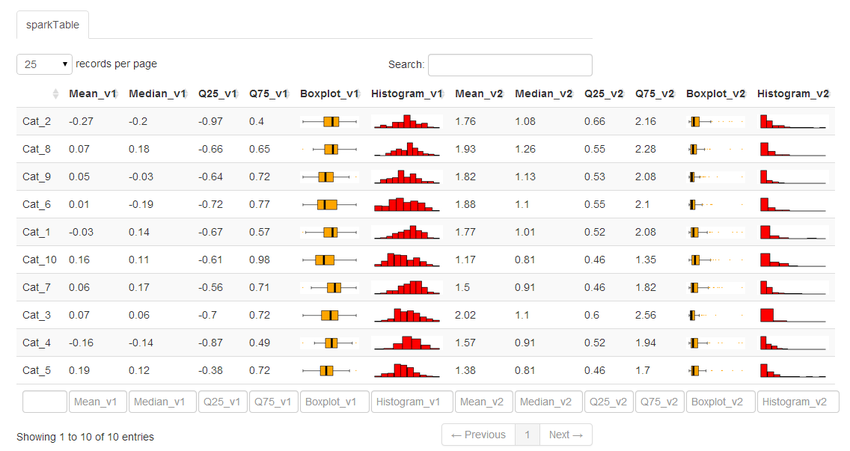 sparkTable
25 records per page Search:
Mean_v1 Median_v1 Q25_v1 Q75_v1 Boxplot_v1 Histogram_v1 Mean_v2 Median_v2 Q25_v2 Q75_v2 Boxplot_v2 Histogram_v2
Cat_2 -0.27 -0.2 -0.97 0.4 1.76 1.08 0.66 2.16
Cat_8 0.07 0.18 -0.66 0.65 1.93 1.26 0.55 2.28
Cat_9 0.05 -0.03 -0.64 0.72 1.82 1.13 0.53 2.08
Cat_6 0.01 -0.19 -0.72 0.77 1.88 1.1 0.55 2.1
Cat_1 -0.03 0.14 -0.67 0.57 1.77 1.01 0.52 2.08
Cat_10 0.16 0.11 -0.61 0.98 1.17 0.81 0.46 1.35
Cat_7 0.06 0.17 -0.56 0.71 1.5 0.91 0.46 1.82
Cat_3 0.07 0.06 -0.7 0.72 2.02 1.1 0.6 2.56
Cat_4 -0.16 -0.14 -0.87 0.49 1.57 0.91 0.52 1.94
Cat_5 0.19 0.12 -0.38 0.72 1.38 0.81 0.46 1.7
Mean_v1 Median_v1 Q25_v1 Q75_v1 Boxplot_v1 Histogram_v1 Mean_v2 Median_v2 Q25_v2 Q75_v2 Boxplot_v2 Histogram_v2
Showing 1 to 10 of 10 entries ← Previous 1 Next →